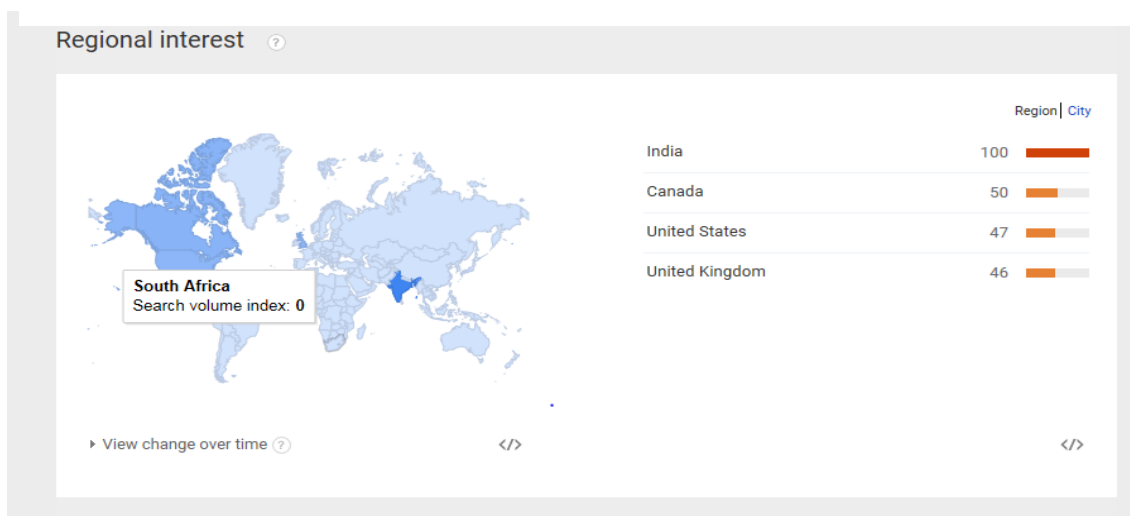 Regional interest ?
Region| City
India 100
Canada 50
United States 47
United Kingdom 46
South Africa
Search volume index: 0
View change over time ?
</>
</>